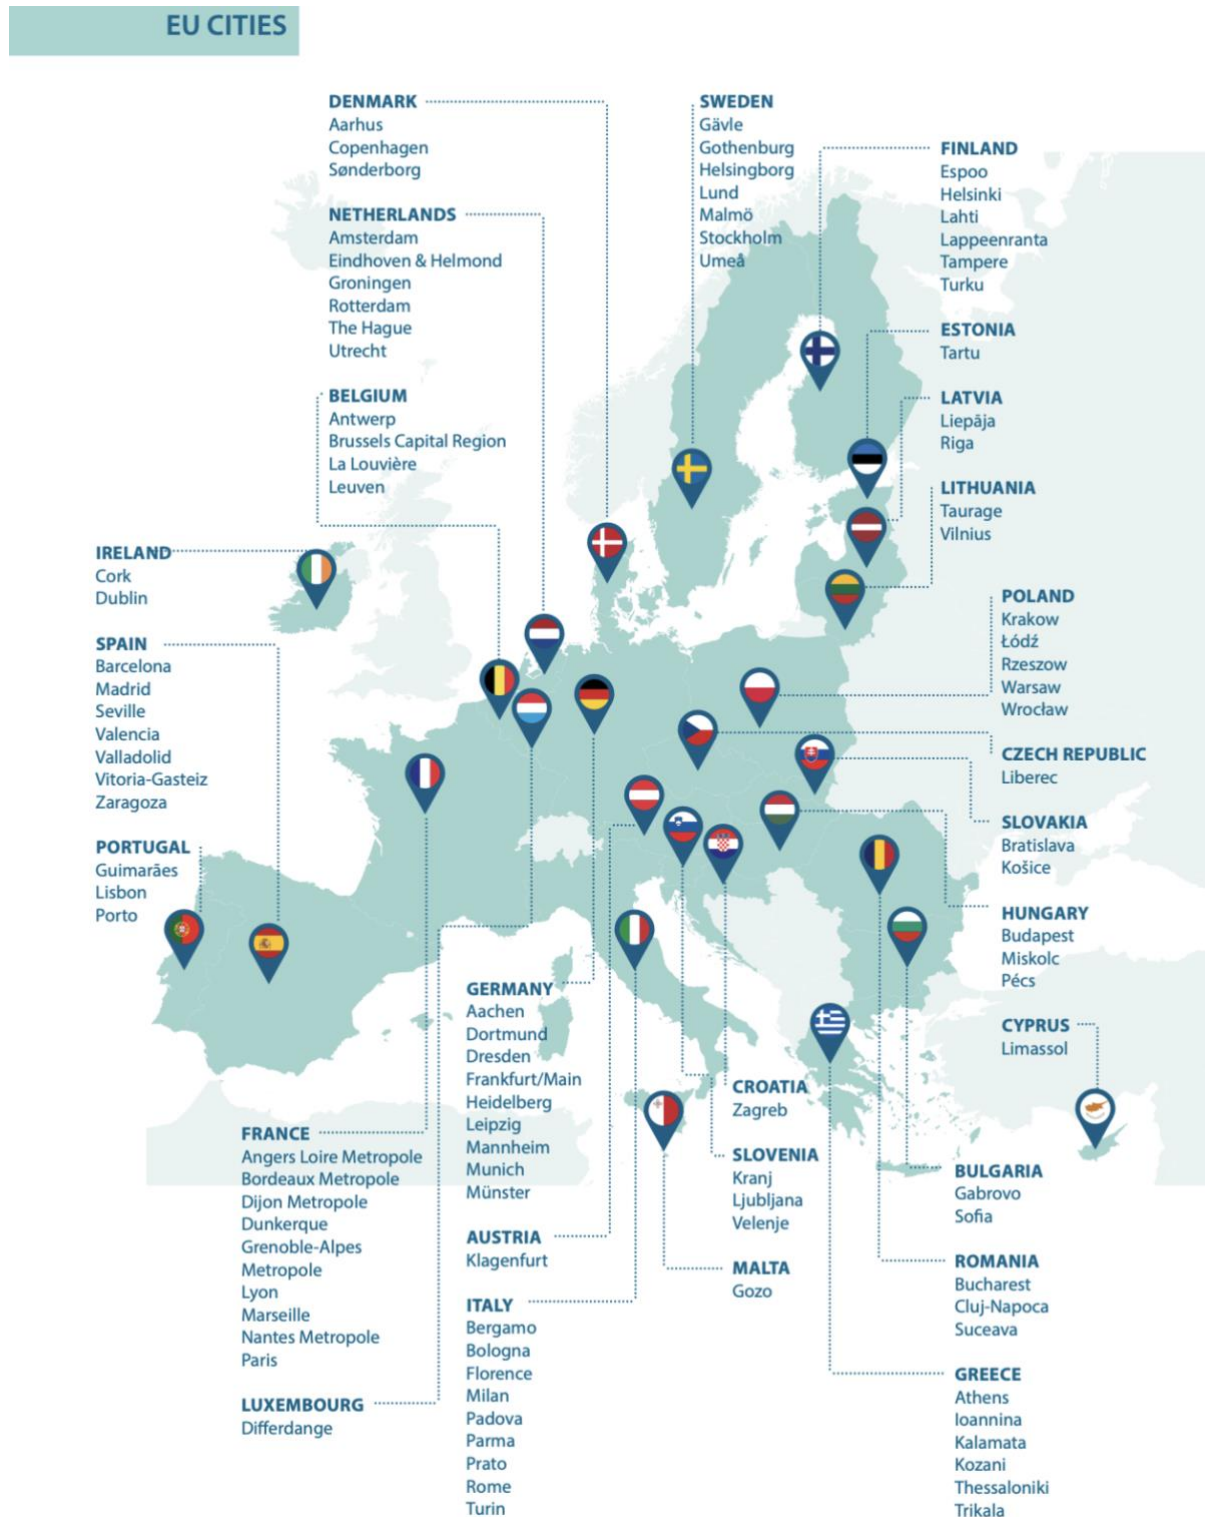 EU CITIES
DENMARK
Aarhus
Copenhagen
Sønderborg
NETHERLANDS
Amsterdam
Eindhoven & Helmond
Groningen
Rotterdam
The Hague
Utrecht
BELGIUM
Antwerp
Brussels Capital Region
La Louvière
Leuven
IRELAND
Cork
Dublin
SPAIN
Barcelona
Madrid
Seville
Valencia
Valladolid
Vitoria-Gasteiz
Zaragoza
PORTUGAL
Guimarães
Lisbon
Porto
SWEDEN
Gävle
Gothenburg
Helsingborg
Lund
Malmö
Stockholm
Umeå
FINLAND
Espoo
Helsinki
Lahti
Lappeenranta
Tampere
Turku
ESTONIA
Tartu
LATVIA
Liepāja
Riga
LITHUANIA
Taurage
Vilnius
POLAND
Krakow
Łódź
Rzeszow
Warsaw
Wrocław
CZECH REPUBLIC
Liberec
SLOVAKIA
Bratislava
Košice
HUNGARY
Budapest
Miskolc
Pécs
CYPRUS
Limassol
FRANCE
Angers Loire Metropole
Bordeaux Metropole
Dijon Metropole
Dunkerque
Grenoble-Alpes
Metropole
Lyon
Marseille
Nantes Metropole
Paris
LUXEMBOURG
Differdange
GERMANY
Aachen
Dortmund
Dresden
Frankfurt/Main
Heidelberg
Leipzig
Mannheim
Munich
Münster
AUSTRIA
Klagenfurt
ITALY
Bergamo
Bologna
Florence
Milan
Padova
Parma
Prato
Rome
Turin
CROATIA
Zagreb
SLOVENIA
Kranj
Ljubljana
Velenje
MALTA
Gozo
BULGARIA
Gabrovo
Sofia
ROMANIA
Bucharest
Cluj-Napoca
Suceava
GREECE
Athens
Ioannina
Kalamata
Kozani
Thessaloniki
Trikala